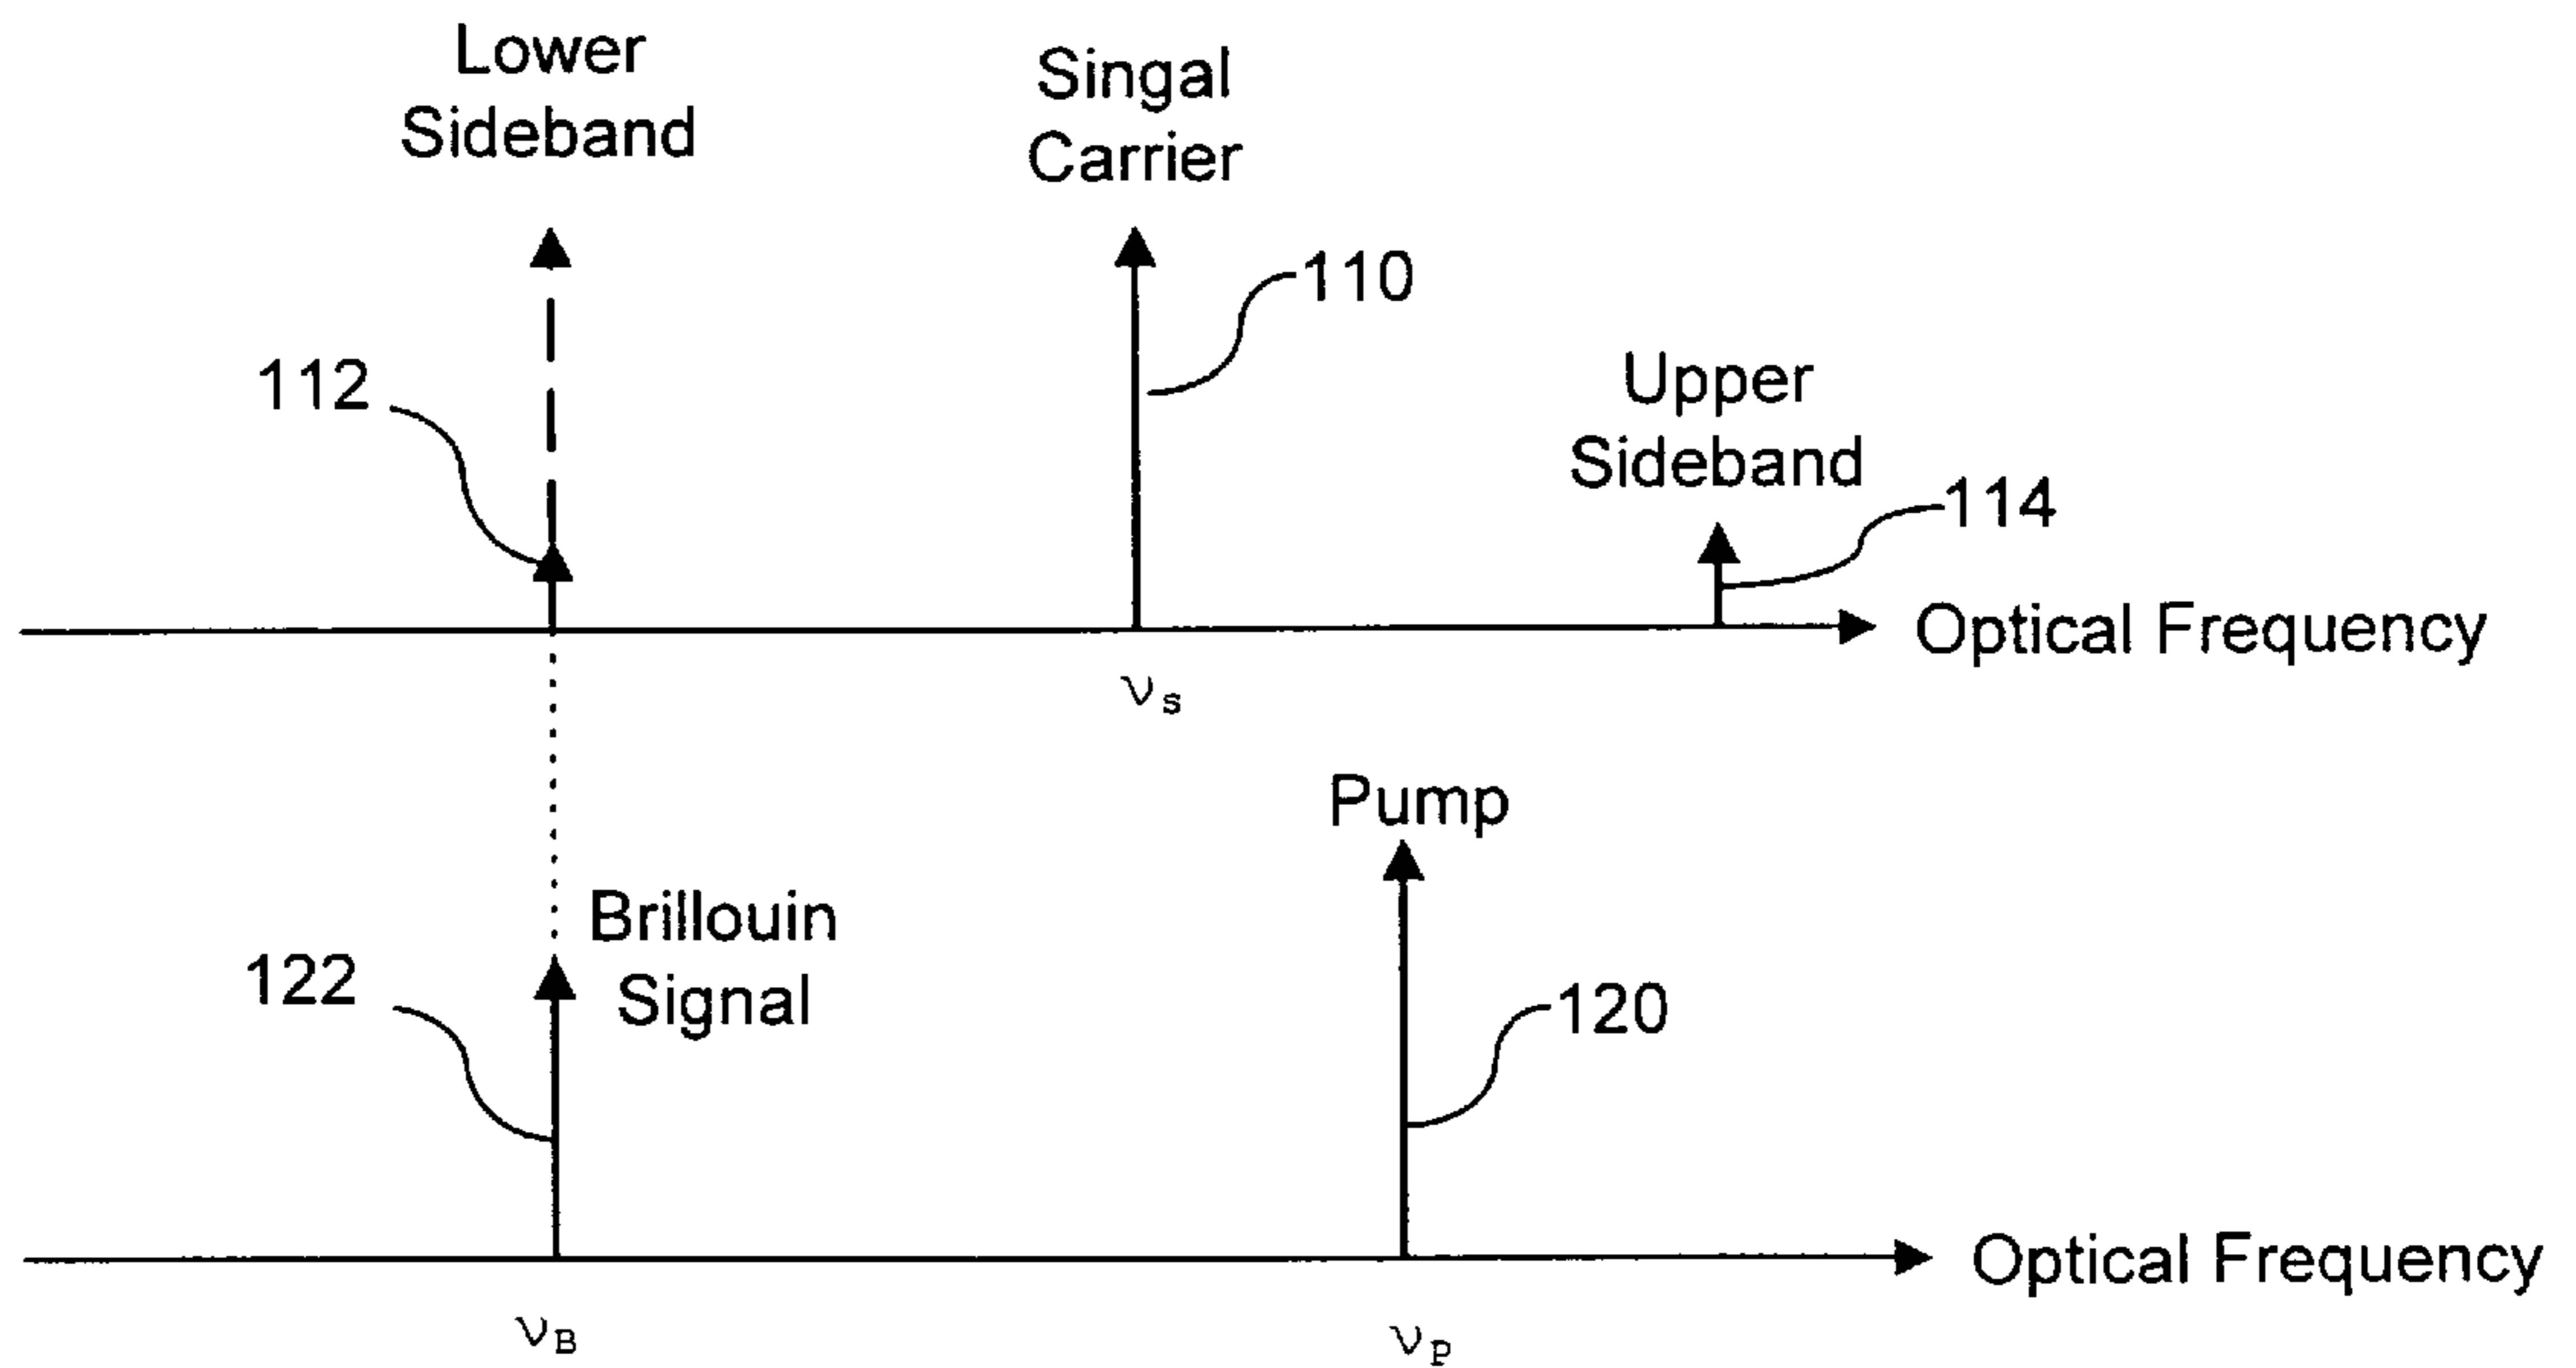 Lower
Sideband
Singal
Carrier
110
112
Upper
Sideband
114
Optical Frequency
νs
Pump
Brillouin
Signal
122
120
Optical Frequency
νB
νP